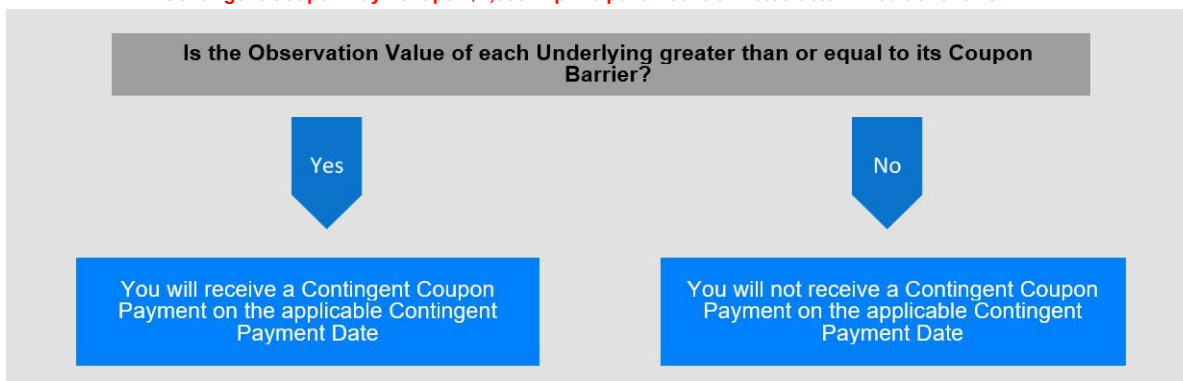 Is the Observation Value of each Underlying greater than or equal to its Coupon
Barrier?
Yes
No
You will receive a Contingent Coupon
Payment on the applicable Contingent
Payment Date
You will not receive a Contingent Coupon
Payment on the applicable Contingent
Payment Date